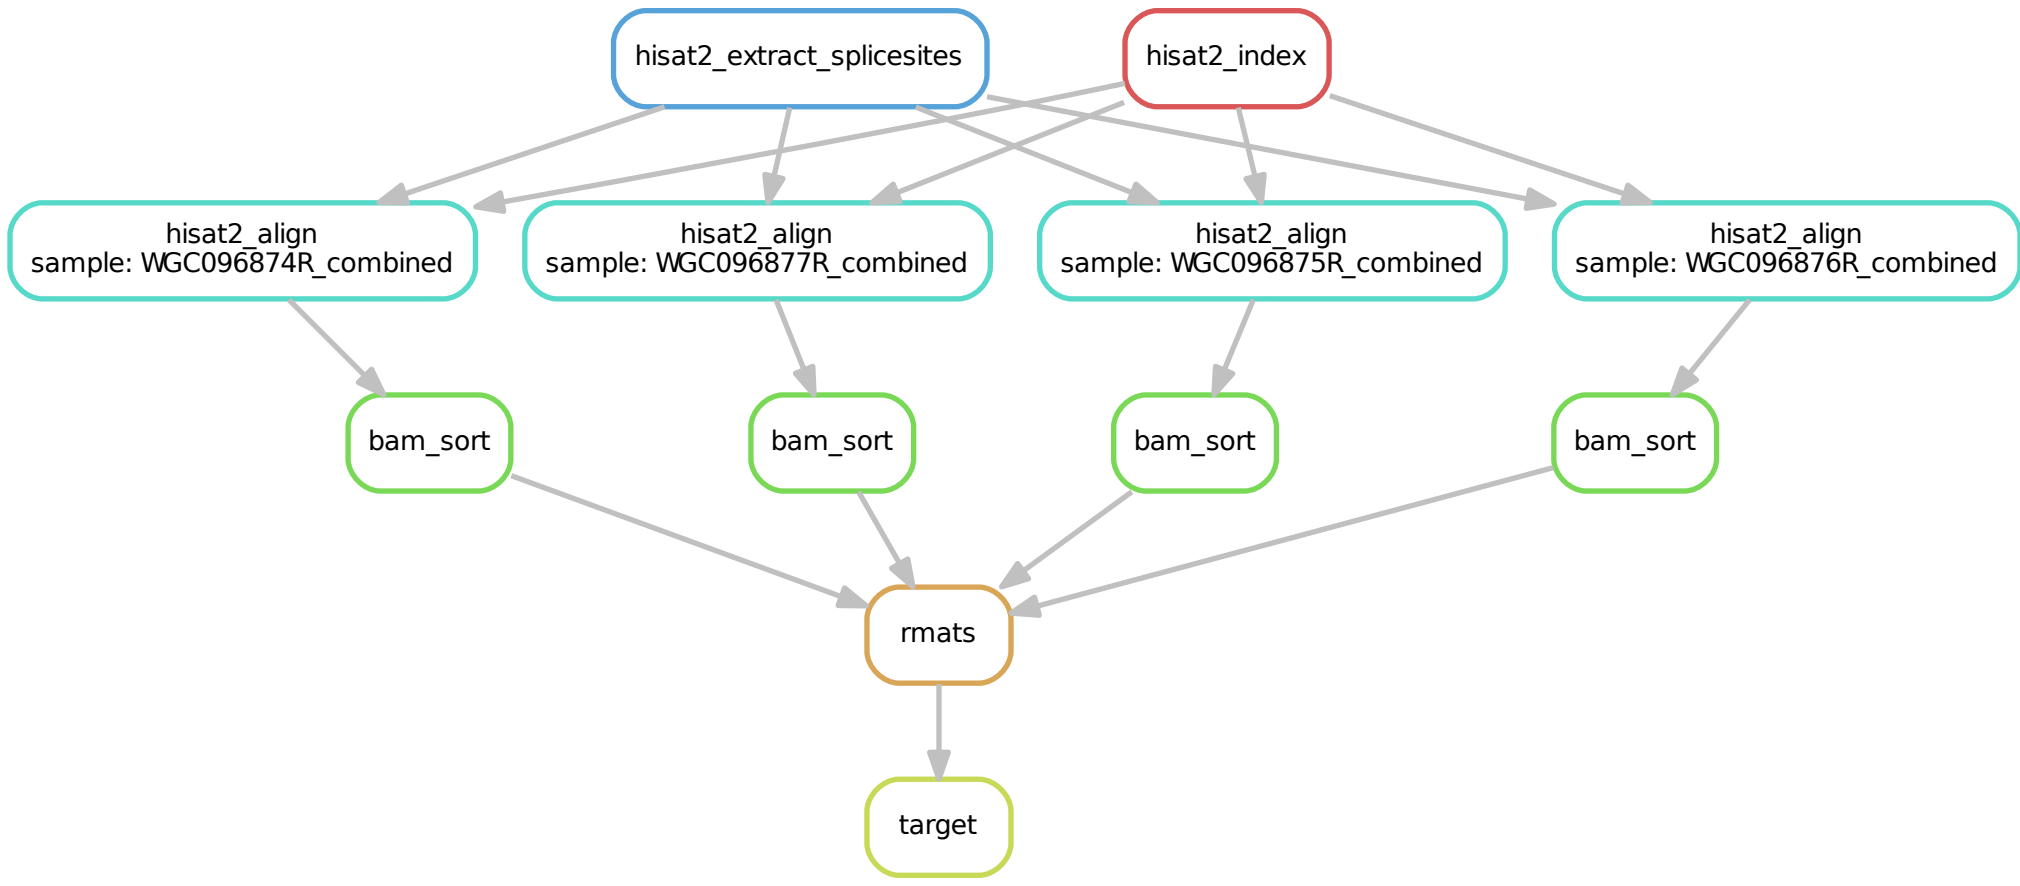 hisat2_extract_splicesites
hisat2_index
hisat2_align
sample: WGC096874R_combined
hisat2_align
sample: WGC096877R_combined
hisat2_align
sample: WGC096875R_combined
hisat2_align
sample: WGC096876R_combined
bam_sort
bam_sort
bam_sort
bam_sort
rmats
target